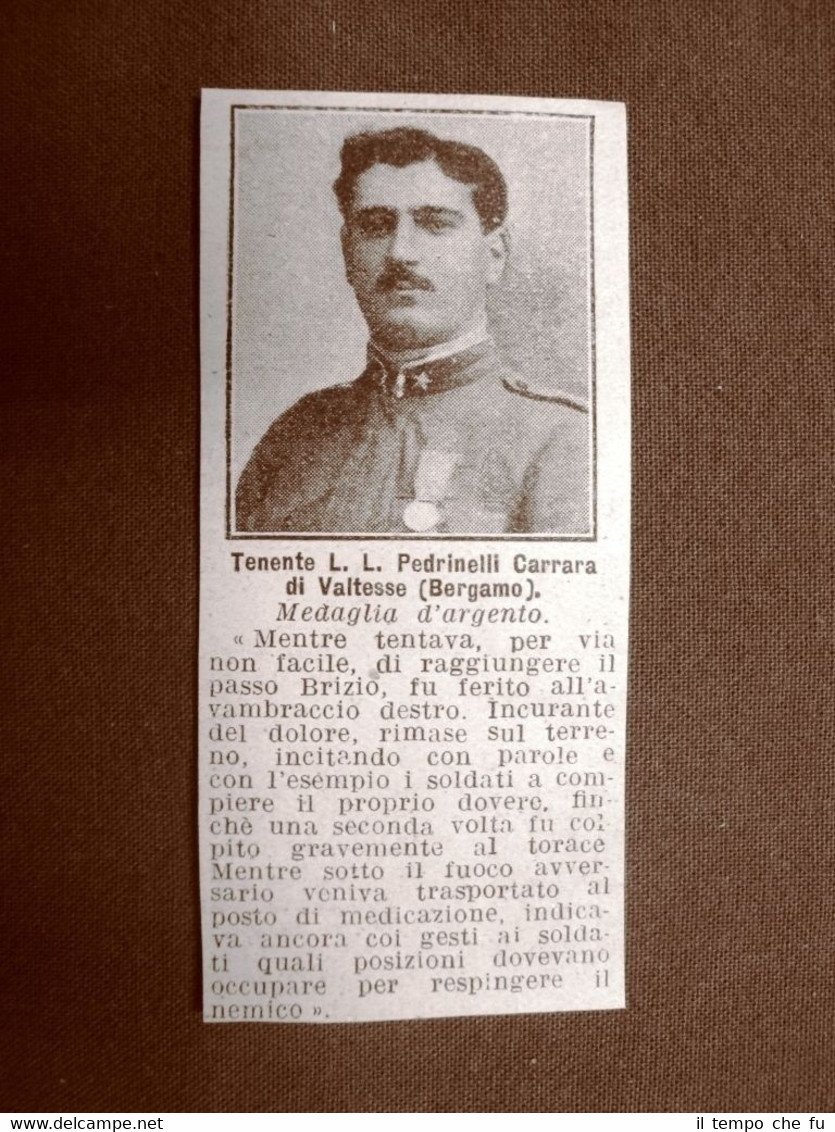 Tenente L. L. Pedrinelli Carrara
di Valtesse (Bergamo).
Medaglia d'argento.
« Mentre tentava, per via
non facile, di raggiungere il
passo Brizio, fu ferito all'a-
vambraccio destro. Incurante
del dolore, rimase sul terre-
no, incitando con parole e
con l'esempio i soldati a com-
piere il proprio dovere, fin-
chè una seconda volta fu col-
pito gravemente al torace
Mentre sotto il fuoco avver-
sario veniva trasportato al
posto di medicazione, indica-
va ancora coi gesti ai solda-
ti quali posizioni dovevano
occupare per respingere il
nemico ».
https://www.maremagnum.com
il tempo che fu